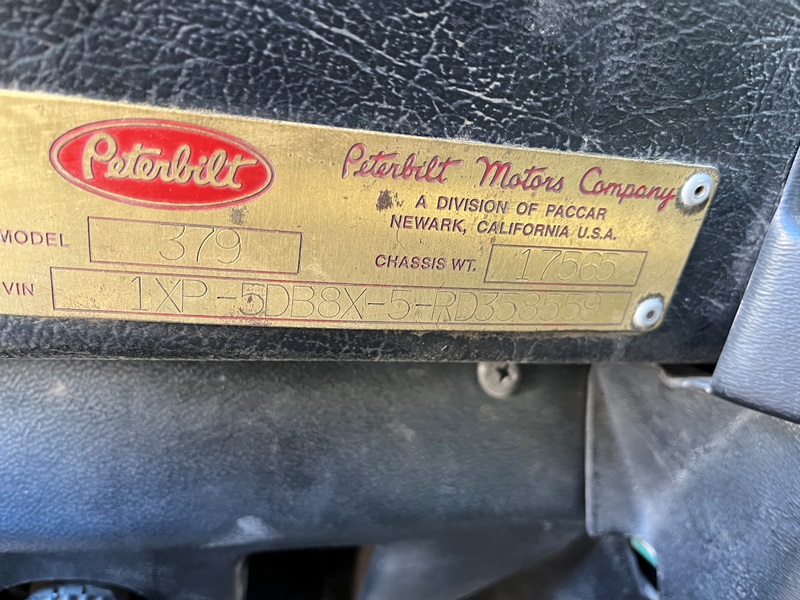 Peterbilt
Peterbilt Motors Company
A DIVISION OF PACCAR
NEWARK, CALIFORNIA U.S.A.
MODEL 379
CHASSIS WT. 17565
VIN 1XP-5DB8X-5-RD358559